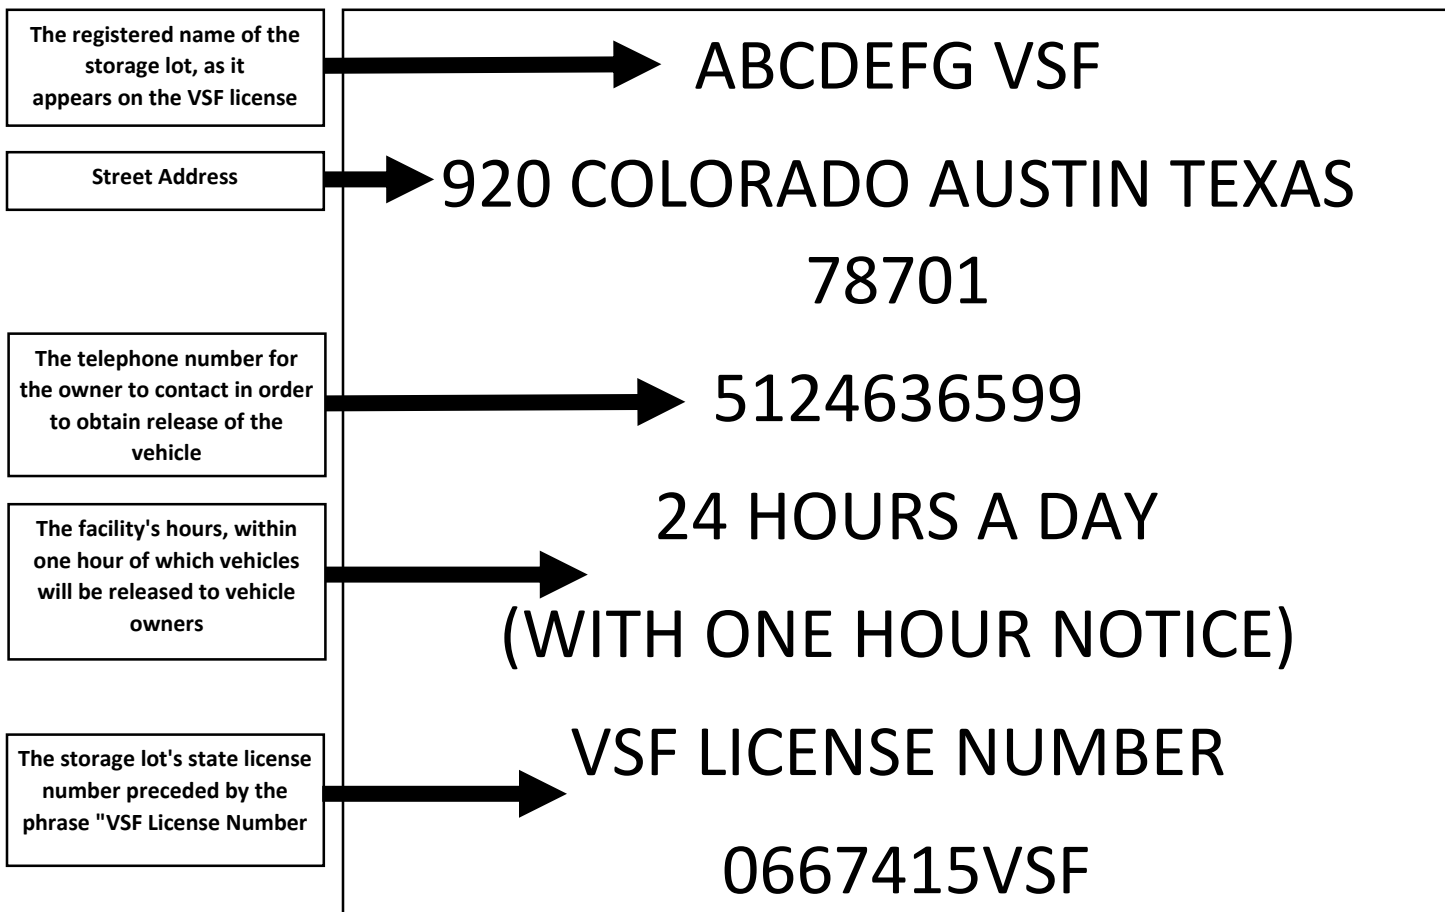 The registered name of the
storage lot, as it
appears on the VSF license
ABCDEFG VSF
Street Address
920 COLORADO AUSTIN TEXAS
78701
The telephone number for
the owner to contact in order
to obtain release of the
vehicle
5124636599
The facility's hours, within
one hour of which vehicles
will be released to vehicle
owners
24 HOURS A DAY
(WITH ONE HOUR NOTICE)
The storage lot's state license
number preceded by the
phrase "VSF License Number
VSF LICENSE NUMBER
0667415VSF